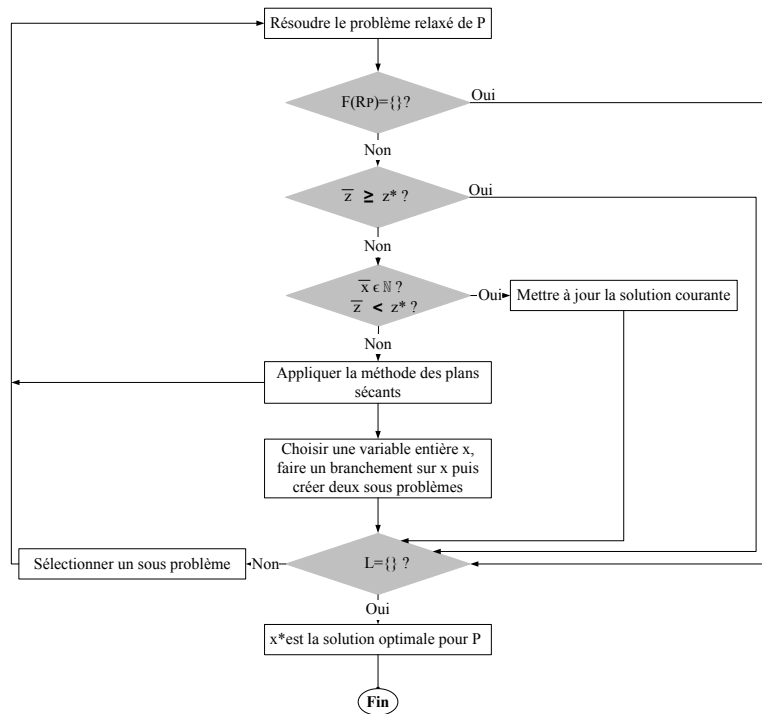 Résoudre le problème relaxé de P
F(RP)={}?
Oui
Non
z̅ ≥ z* ?
Oui
Non
x̅ ϵ ℕ ?
z̅ < z* ?
Oui
Mettre à jour la solution courante
Non
Appliquer la méthode des plans
sécants
Choisir une variable entière x,
faire un branchement sur x puis
créer deux sous problèmes
Sélectionner un sous problème
Non
L={} ?
Oui
x*est la solution optimale pour P
Fin